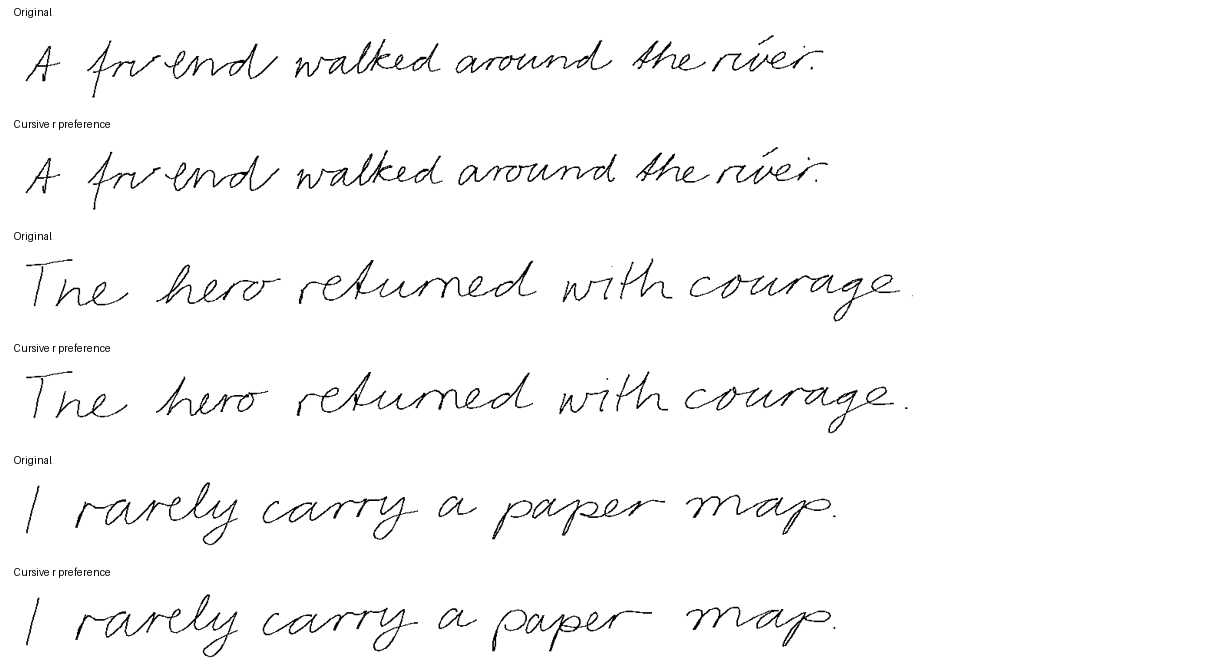 Original
A friend walked around the river.
Cursive r preference
A friend walked around the river.
Original
The hero returned with courage.
Cursive r preference
The hero returned with courage.
Original
I rarely carry a paper map.
Cursive r preference
I rarely carry a paper map.